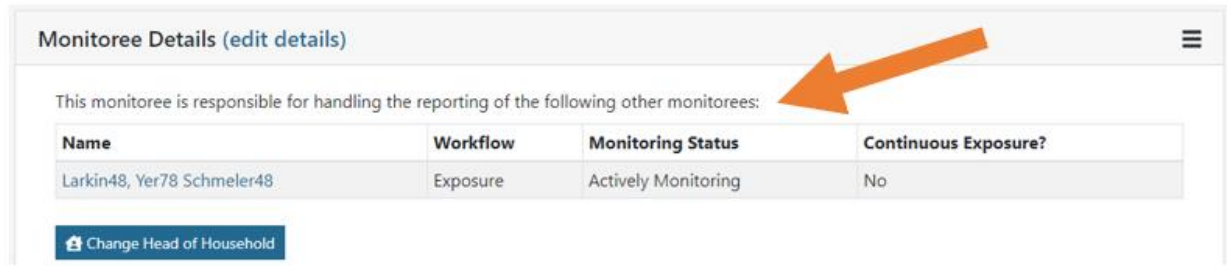 Monitoree Details (edit details)
This monitoree is responsible for handling the reporting of the following other monitorees:
Name Workflow Monitoring Status Continuous Exposure?
Larkin48, Yer78 Schmeler48 Exposure Actively Monitoring No
Change Head of Household